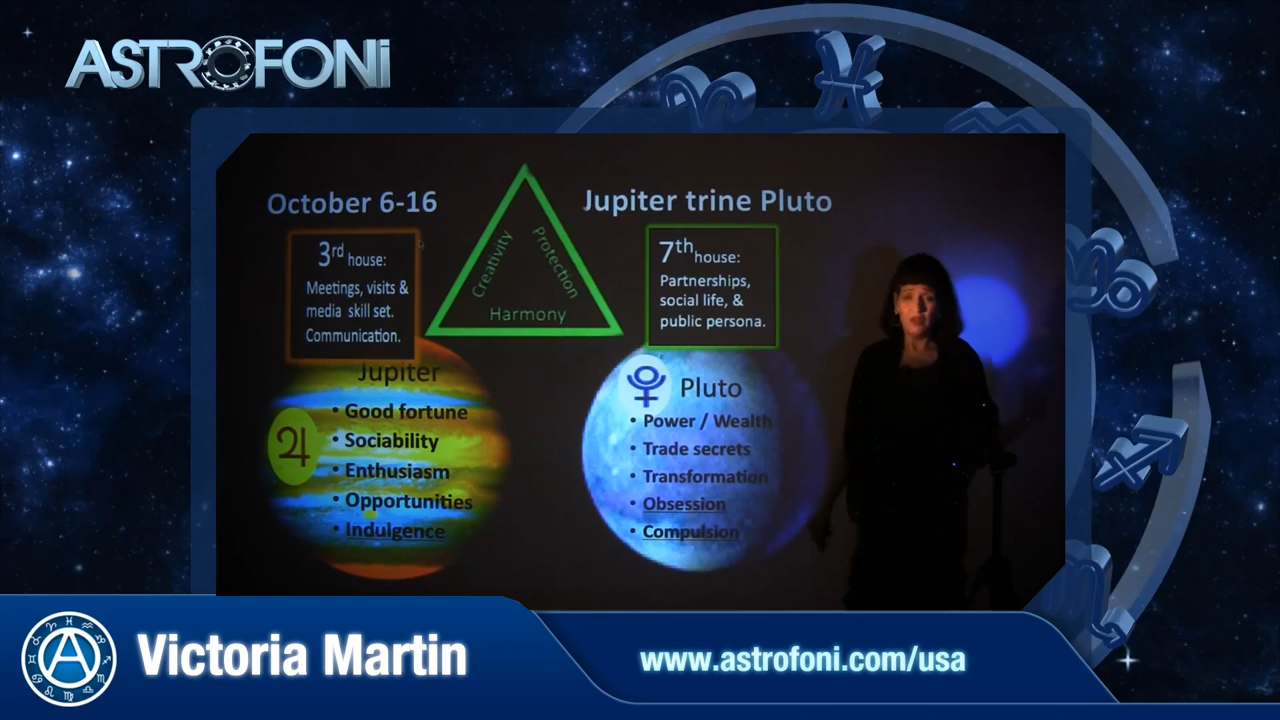 ASTROFONi
October 6-16
Jupiter trine Pluto
3rd house:
Meetings, visits &
media skill set.
Communication.
Creativity
Protection
Harmony
7th house:
Partnerships,
social life, &
public persona.
Jupiter
• Good fortune
• Sociability
• Enthusiasm
• Opportunities
• Indulgence
Pluto
• Power / Wealth
• Trade secrets
• Transformation
• Obsession
• Compulsion
Victoria Martin
www.astrofoni.com/usa